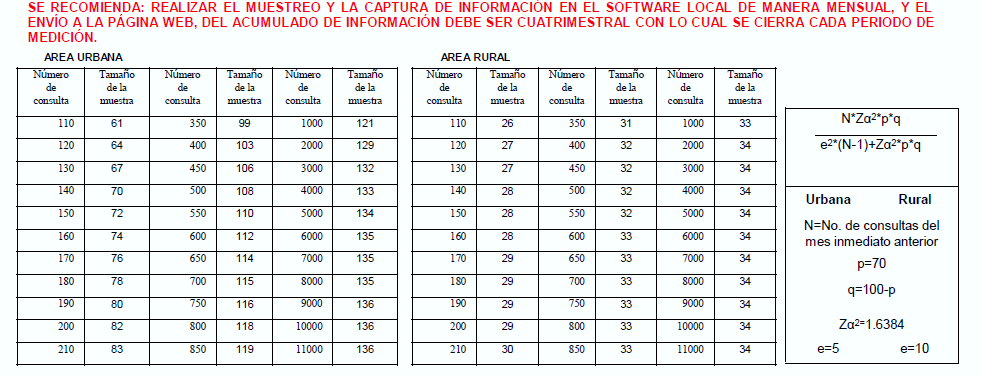 SE RECOMIENDA: REALIZAR EL MUESTREO Y LA CAPTURA DE INFORMACIÓN EN EL SOFTWARE LOCAL DE MANERA MENSUAL, Y EL
ENVÍO A LA PÁGINA WEB, DEL ACUMULADO DE INFORMACIÓN DEBE SER CUATRIMESTRAL CON LO CUAL SE CIERRA CADA PERIODO DE
MEDICIÓN.
AREA URBANA
Número de consulta Tamaño de la muestra Número de consulta Tamaño de la muestra Número de consulta Tamaño de la muestra
110 61 350 99 1000 121
120 64 400 103 2000 129
130 67 450 106 3000 132
140 70 500 108 4000 133
150 72 550 110 5000 134
160 74 600 112 6000 135
170 76 650 114 7000 135
180 78 700 115 8000 135
190 80 750 116 9000 136
200 82 800 118 10000 136
210 83 850 119 11000 136
AREA RURAL
Número de consulta Tamaño de la muestra Número de consulta Tamaño de la muestra Número de consulta Tamaño de la muestra
110 26 350 31 1000 33
120 27 400 32 2000 34
130 27 450 32 3000 34
140 28 500 32 4000 34
150 28 550 32 5000 34
160 28 600 33 6000 34
170 29 650 33 7000 34
180 29 700 33 8000 34
190 29 750 33 9000 34
200 29 800 33 10000 34
210 30 850 33 11000 34
N*Zα²*p*q
e²*(N-1)+Zα²*p*q
Urbana Rural
N=No. de consultas del
mes inmediato anterior
p=70
q=100-p
Zα²=1.6384
e=5 e=10